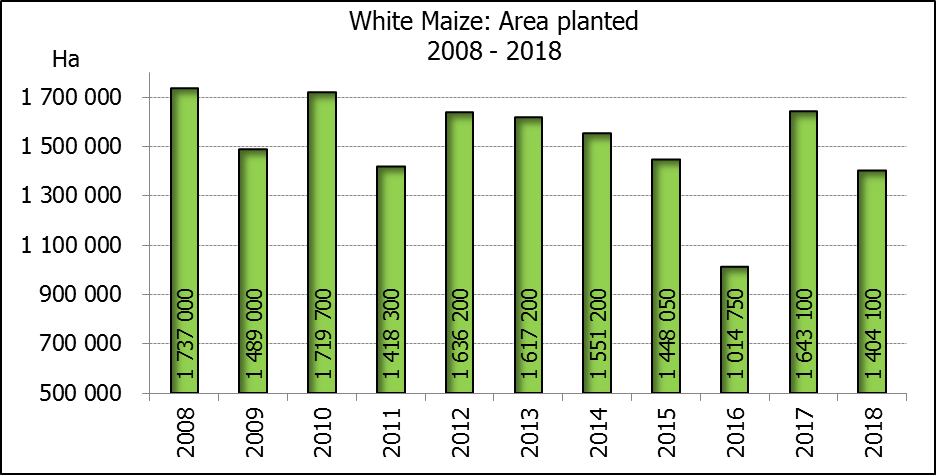 White Maize: Area planted
2008 - 2018
Ha
1 700 000
1 500 000
1 300 000
1 100 000
900 000
700 000
500 000
1 737 000
1 489 000
1 719 700
1 418 300
1 636 200
1 617 200
1 551 200
1 448 050
1 014 750
1 643 100
1 404 100
2008
2009
2010
2011
2012
2013
2014
2015
2016
2017
2018